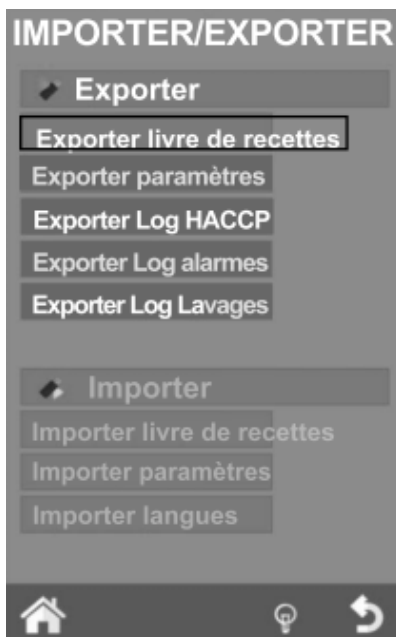 IMPORTER/EXPORTER
Exporter
Exporter livre de recettes
Exporter paramètres
Exporter Log HACCP
Exporter Log alarmes
Exporter Log Lavages
Importer
Importer livre de recettes
Importer paramètres
Importer langues